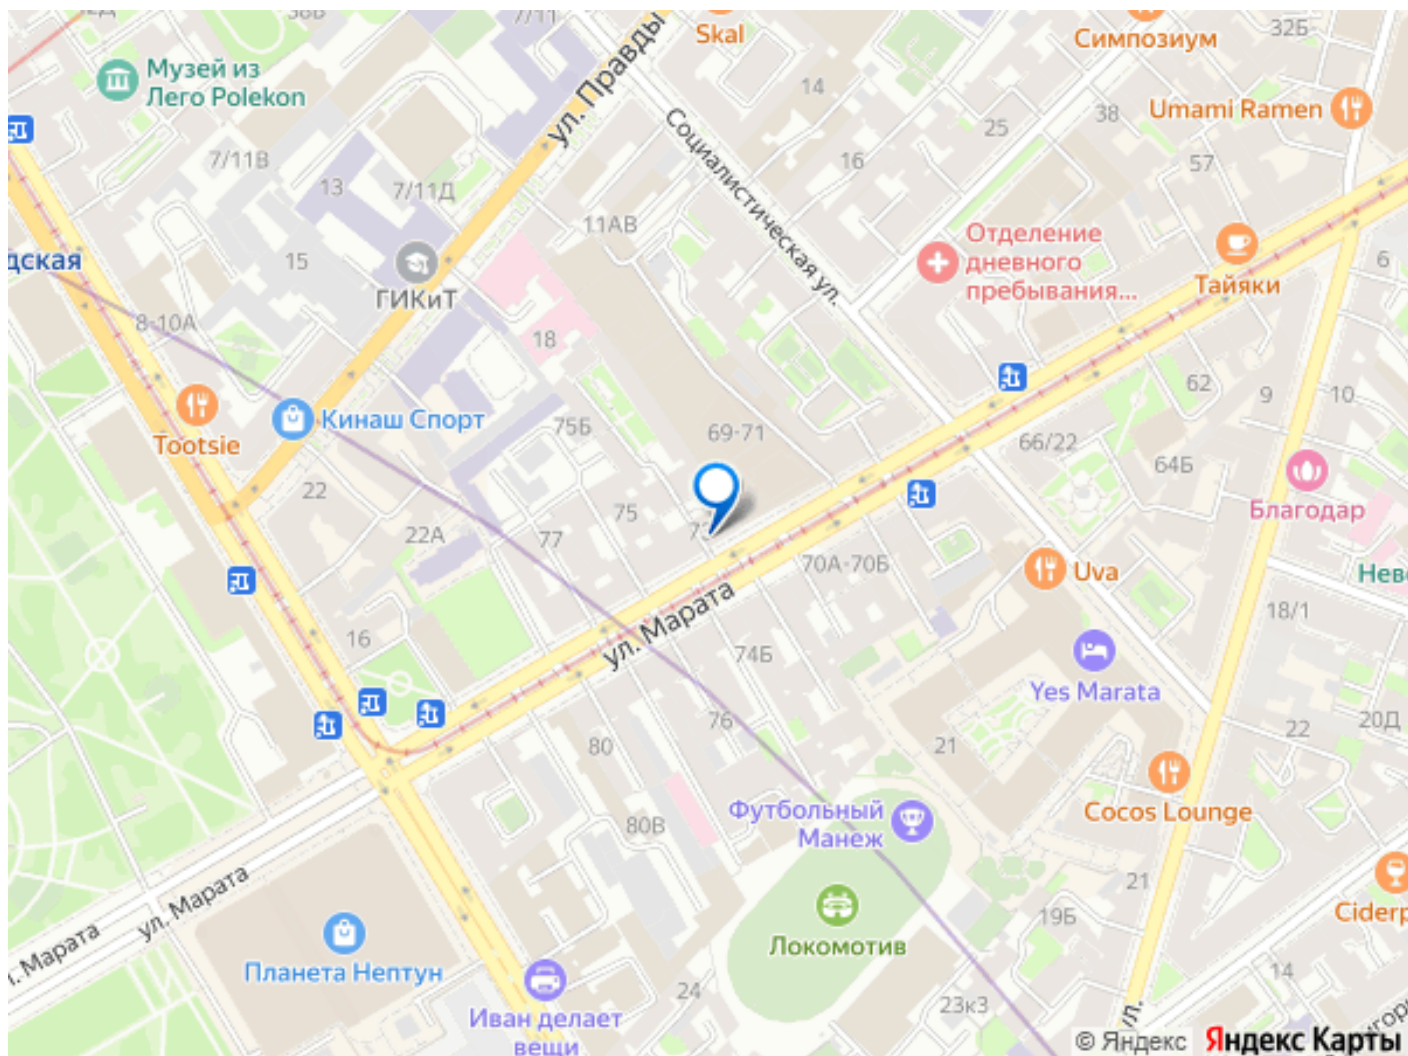 7/11
Skal
Симпозиум
32Б
Музей из
Лего Polekon
ул. Правды
14
Umami Ramen
38
25
Социалистическая ул.
7/11В
13
7/11Д
16
57
11АВ
Отделение
дневного
пребывания...
дская
15
ГИКиТ
Тайяки
6
8-10А
18
62
9
10
Tootsie
Кинаш Спорт
75Б
69-71
66/22
64Б
22
Благодар
22А
75
77
70А-70Б
Uva
Нев
18/1
16
ул. Марата
74Б
Yes Marata
76
80
21
22
20Д
Футбольный
Манеж
Cocos Lounge
80В
21
ул. Марата
19Б
Ciderp
. Марата
Локомотив
Планета Нептун
24
23к3
14
Иван делает
вещи
ул.
© Яндекс
Яндекс Карты